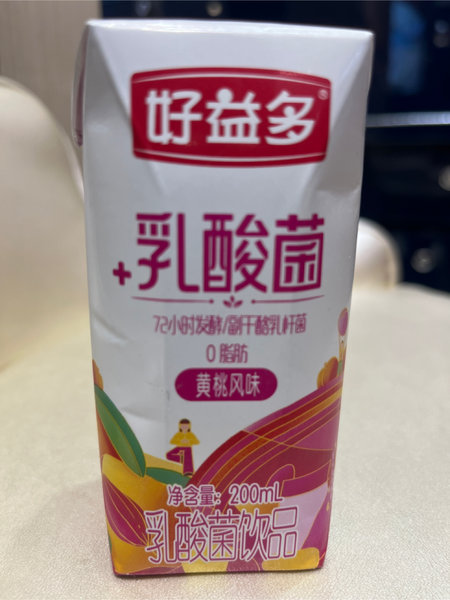 好益多®
+乳酸菌
72小时发酵/副干酪乳杆菌
0 脂肪
黄桃风味
净含量: 200mL
乳酸菌饮品